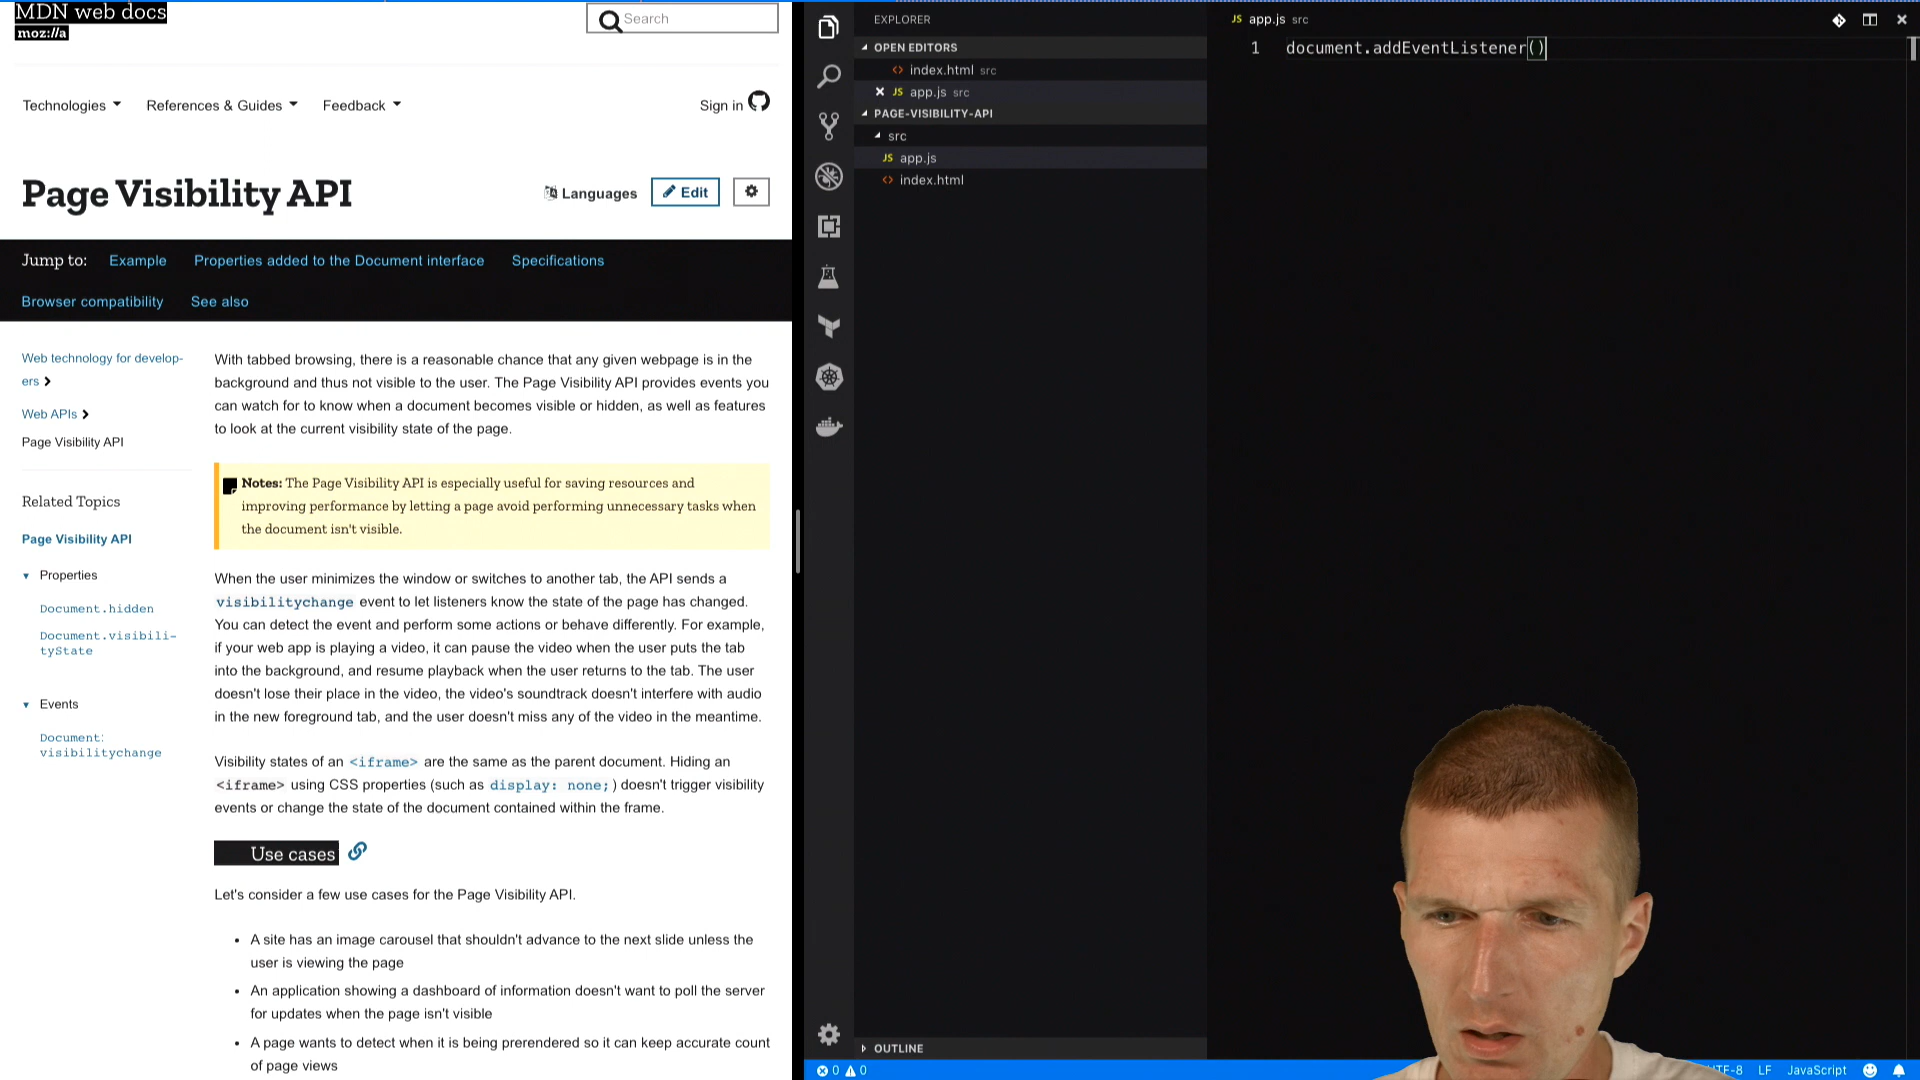 MDN web docs
moz://a
Search
Technologies
References & Guides
Feedback
Sign in
Page Visibility API
Languages
Edit
Jump to:
Example
Properties added to the Document interface
Specifications
Browser compatibility
See also
Web technology for develop-
ers
Web APIs
Page Visibility API
Related Topics
Page Visibility API
Properties
Document.hidden
Document.visibili-
tyState
Events
Document:
visibilitychange
With tabbed browsing, there is a reasonable chance that any given webpage is in the
background and thus not visible to the user. The Page Visibility API provides events you
can watch for to know when a document becomes visible or hidden, as well as features
to look at the current visibility state of the page.
Notes: The Page Visibility API is especially useful for saving resources and
improving performance by letting a page avoid performing unnecessary tasks when
the document isn't visible.
When the user minimizes the window or switches to another tab, the API sends a
visibilitychange event to let listeners know the state of the page has changed.
You can detect the event and perform some actions or behave differently. For example,
if your web app is playing a video, it can pause the video when the user puts the tab
into the background, and resume playback when the user returns to the tab. The user
doesn't lose their place in the video, the video's soundtrack doesn't interfere with audio
in the new foreground tab, and the user doesn't miss any of the video in the meantime.
Visibility states of an <iframe> are the same as the parent document. Hiding an
<iframe> using CSS properties (such as display: none;) doesn't trigger visibility
events or change the state of the document contained within the frame.
Use cases
Let's consider a few use cases for the Page Visibility API.
• A site has an image carousel that shouldn't advance to the next slide unless the
user is viewing the page
• An application showing a dashboard of information doesn't want to poll the server
for updates when the page isn't visible
• A page wants to detect when it is being prerendered so it can keep accurate count
of page views
EXPLORER
OPEN EDITORS
<> index.html src
JS app.js src
PAGE-VISIBILITY-API
src
JS app.js
<> index.html
OUTLINE
0 0
JS app.js src
1 document.addEventListener()
TF-8 LF JavaScript